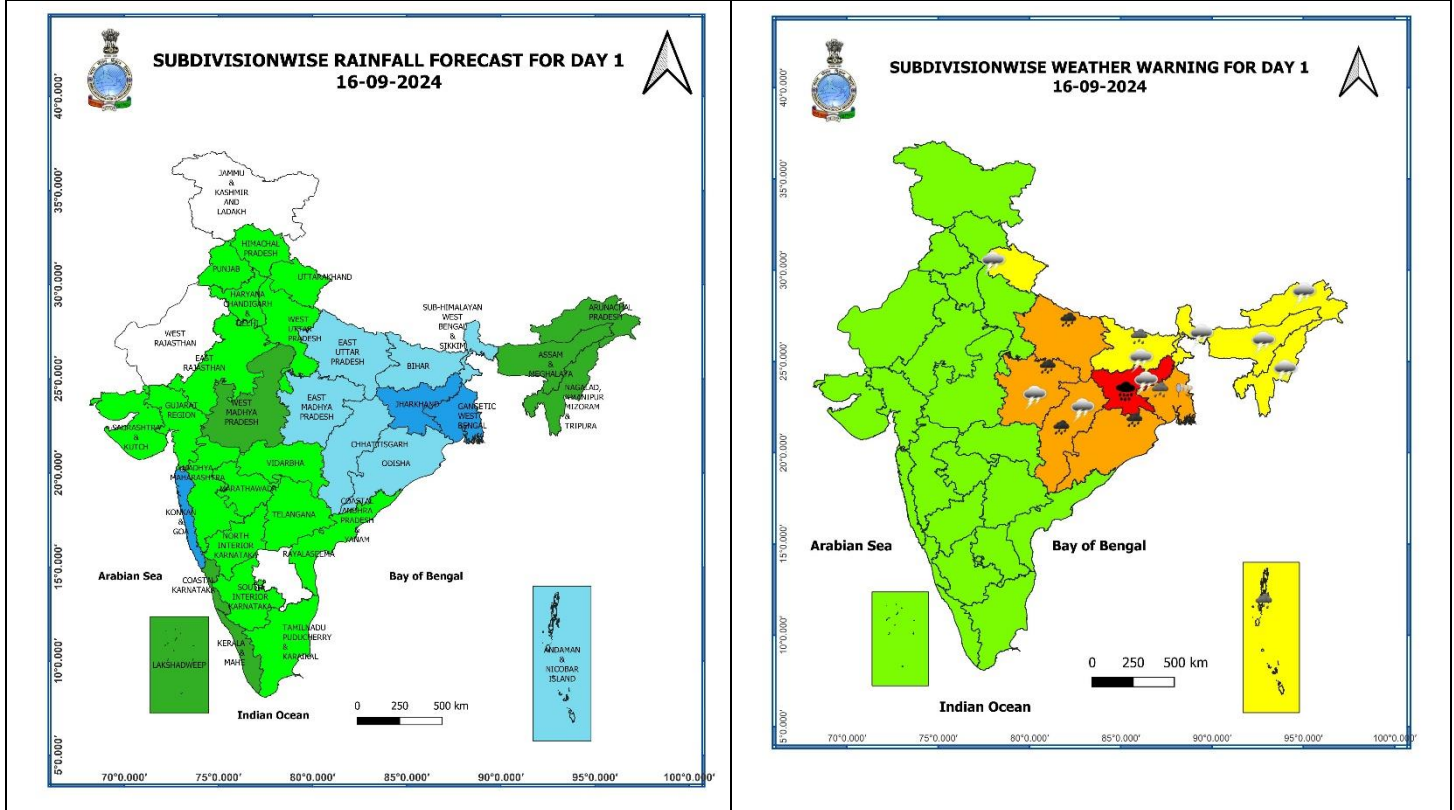 SUBDIVISIONWISE RAINFALL FORECAST FOR DAY 1
16-09-2024
40°0.000'
35°0.000'
30°0.000'
25°0.000'
20°0.000'
15°0.000'
10°0.000'
5°0.000'
JAMMU
&
KASHMIR
AND
LADAKH
HIMACHAL
PRADESH
PUNJAB
UTTARAKHAND
HARYANA
CHANDIGARH
&
DELHI
WEST
UTTAR
PRADESH
SUB-HIMALAYAN
WEST
BENGAL
&
SIKKIM
ARUNACHAL
PRADESH
WEST
RAJASTHAN
EAST
RAJASTHAN
EAST
UTTAR
PRADESH
BIHAR
ASSAM
&
MEGHALAYA
NAGALAD,
MANIPUR
MIZORAM
&
TRIPURA
GUJARAT
REGION
WEST
MADHYA
PRADESH
EAST
MADHYA
PRADESH
JHARKHAND
GANGETIC
WEST
BENGAL
SAURASHTRA
&
KUTCH
CHHATTISGARH
ODISHA
VIDARBHA
MADHYA
MAHARASHTRA
MARATHAWADA
KONKAN
&
GOA
TELANGANA
COASTAL
ANDHRA
PRADESH
&
YANAM
NORTH
INTERIOR
KARNATAKA
RAYALASEEMA
COASTAL
KARNATAKA
SOUTH
INTERIOR
KARNATAKA
TAMILNADU
PUDUCHERRY
&
KARAIKAL
KERALA
&
MAHE
LAKSHADWEEP
ANDAMAN
&
NICOBAR
ISLAND
Arabian Sea
Bay of Bengal
Indian Ocean
0 250 500 km
70°0.000' 75°0.000' 80°0.000' 85°0.000' 90°0.000' 95°0.000' 100°0.000'
SUBDIVISIONWISE WEATHER WARNING FOR DAY 1
16-09-2024
40°0.000'
35°0.000'
30°0.000'
25°0.000'
20°0.000'
15°0.000'
10°0.000'
5°0.000'
Arabian Sea
Bay of Bengal
0 250 500 km
Indian Ocean
70°0.000' 75°0.000' 80°0.000' 85°0.000' 90°0.000' 95°0.000' 100°0.000'